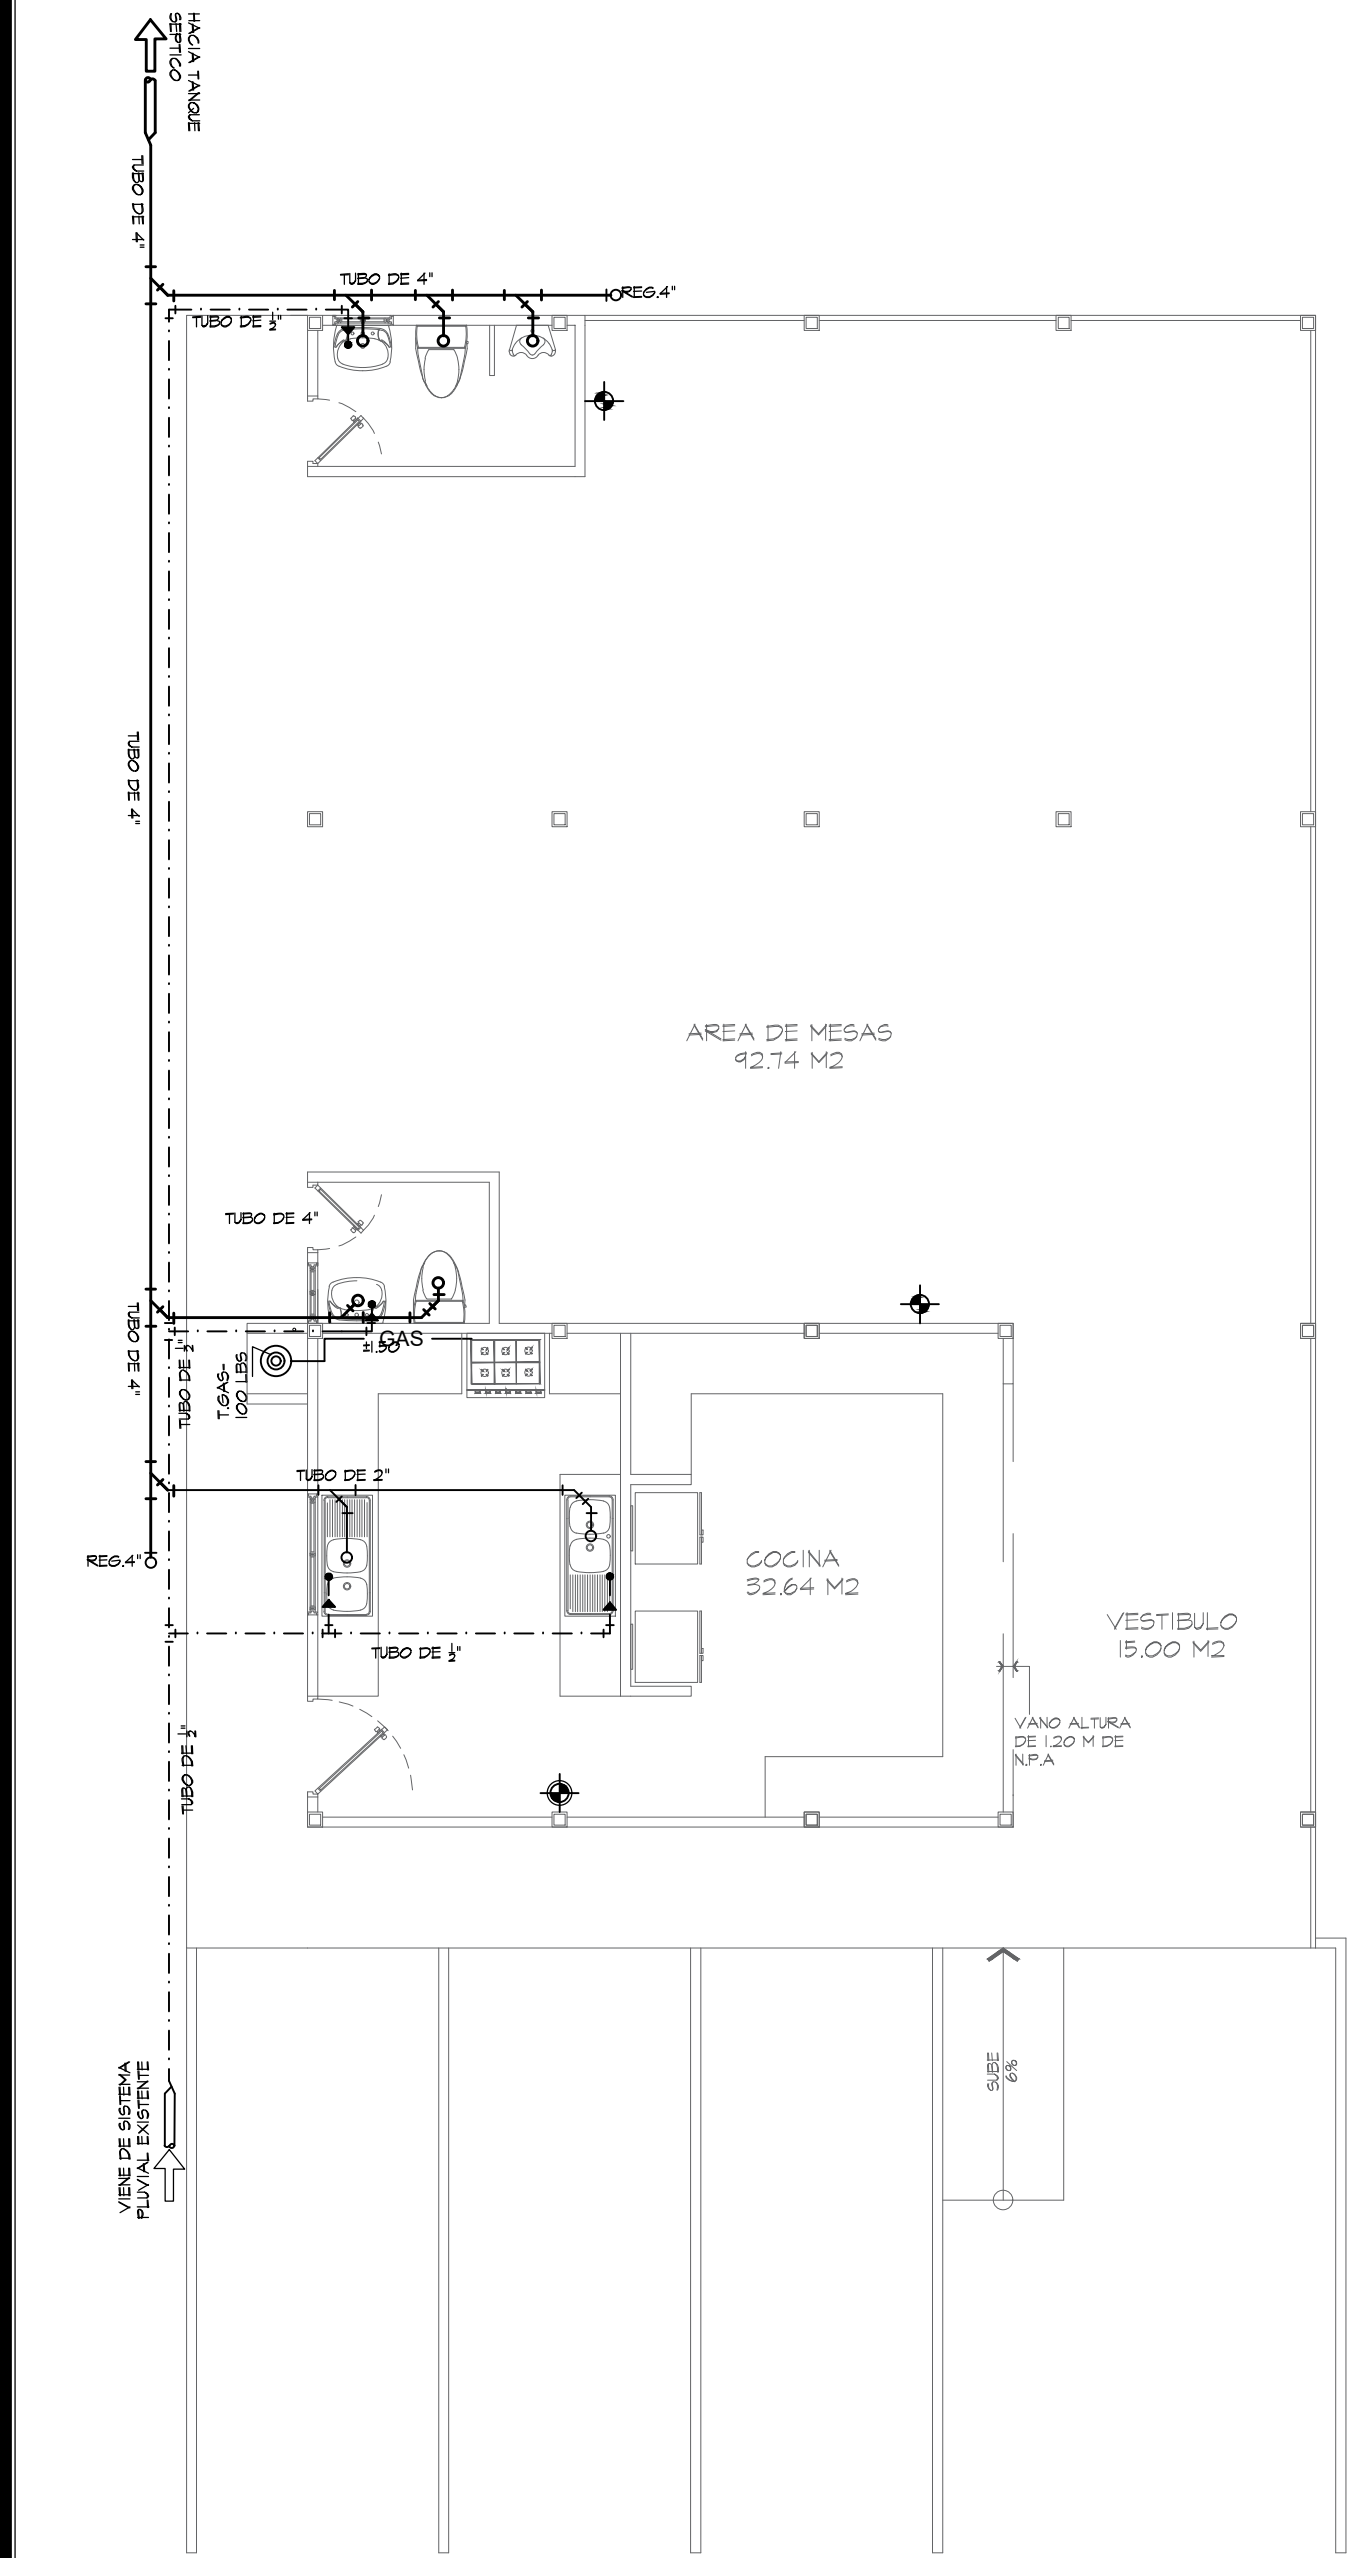 HACIA TANQUE
SEPTICO
TUBO DE 4"
TUBO DE 4"
REG.4"
TUBO DE ½"
TUBO DE 4"
AREA DE MESAS
92.74 M2
TUBO DE 4"
TUBO DE 4"
TUBO DE ½"
GAS
±1.50
T.GAS-
100 LBS
TUBO DE 2"
REG.4"
COCINA
32.64 M2
VESTIBULO
15.00 M2
TUBO DE ½"
TUBO DE ½"
VANO ALTURA
DE 1.20 M DE
N.P.A
SUBE
6%
VIENE DE SISTEMA
PLUVIAL EXISTENTE